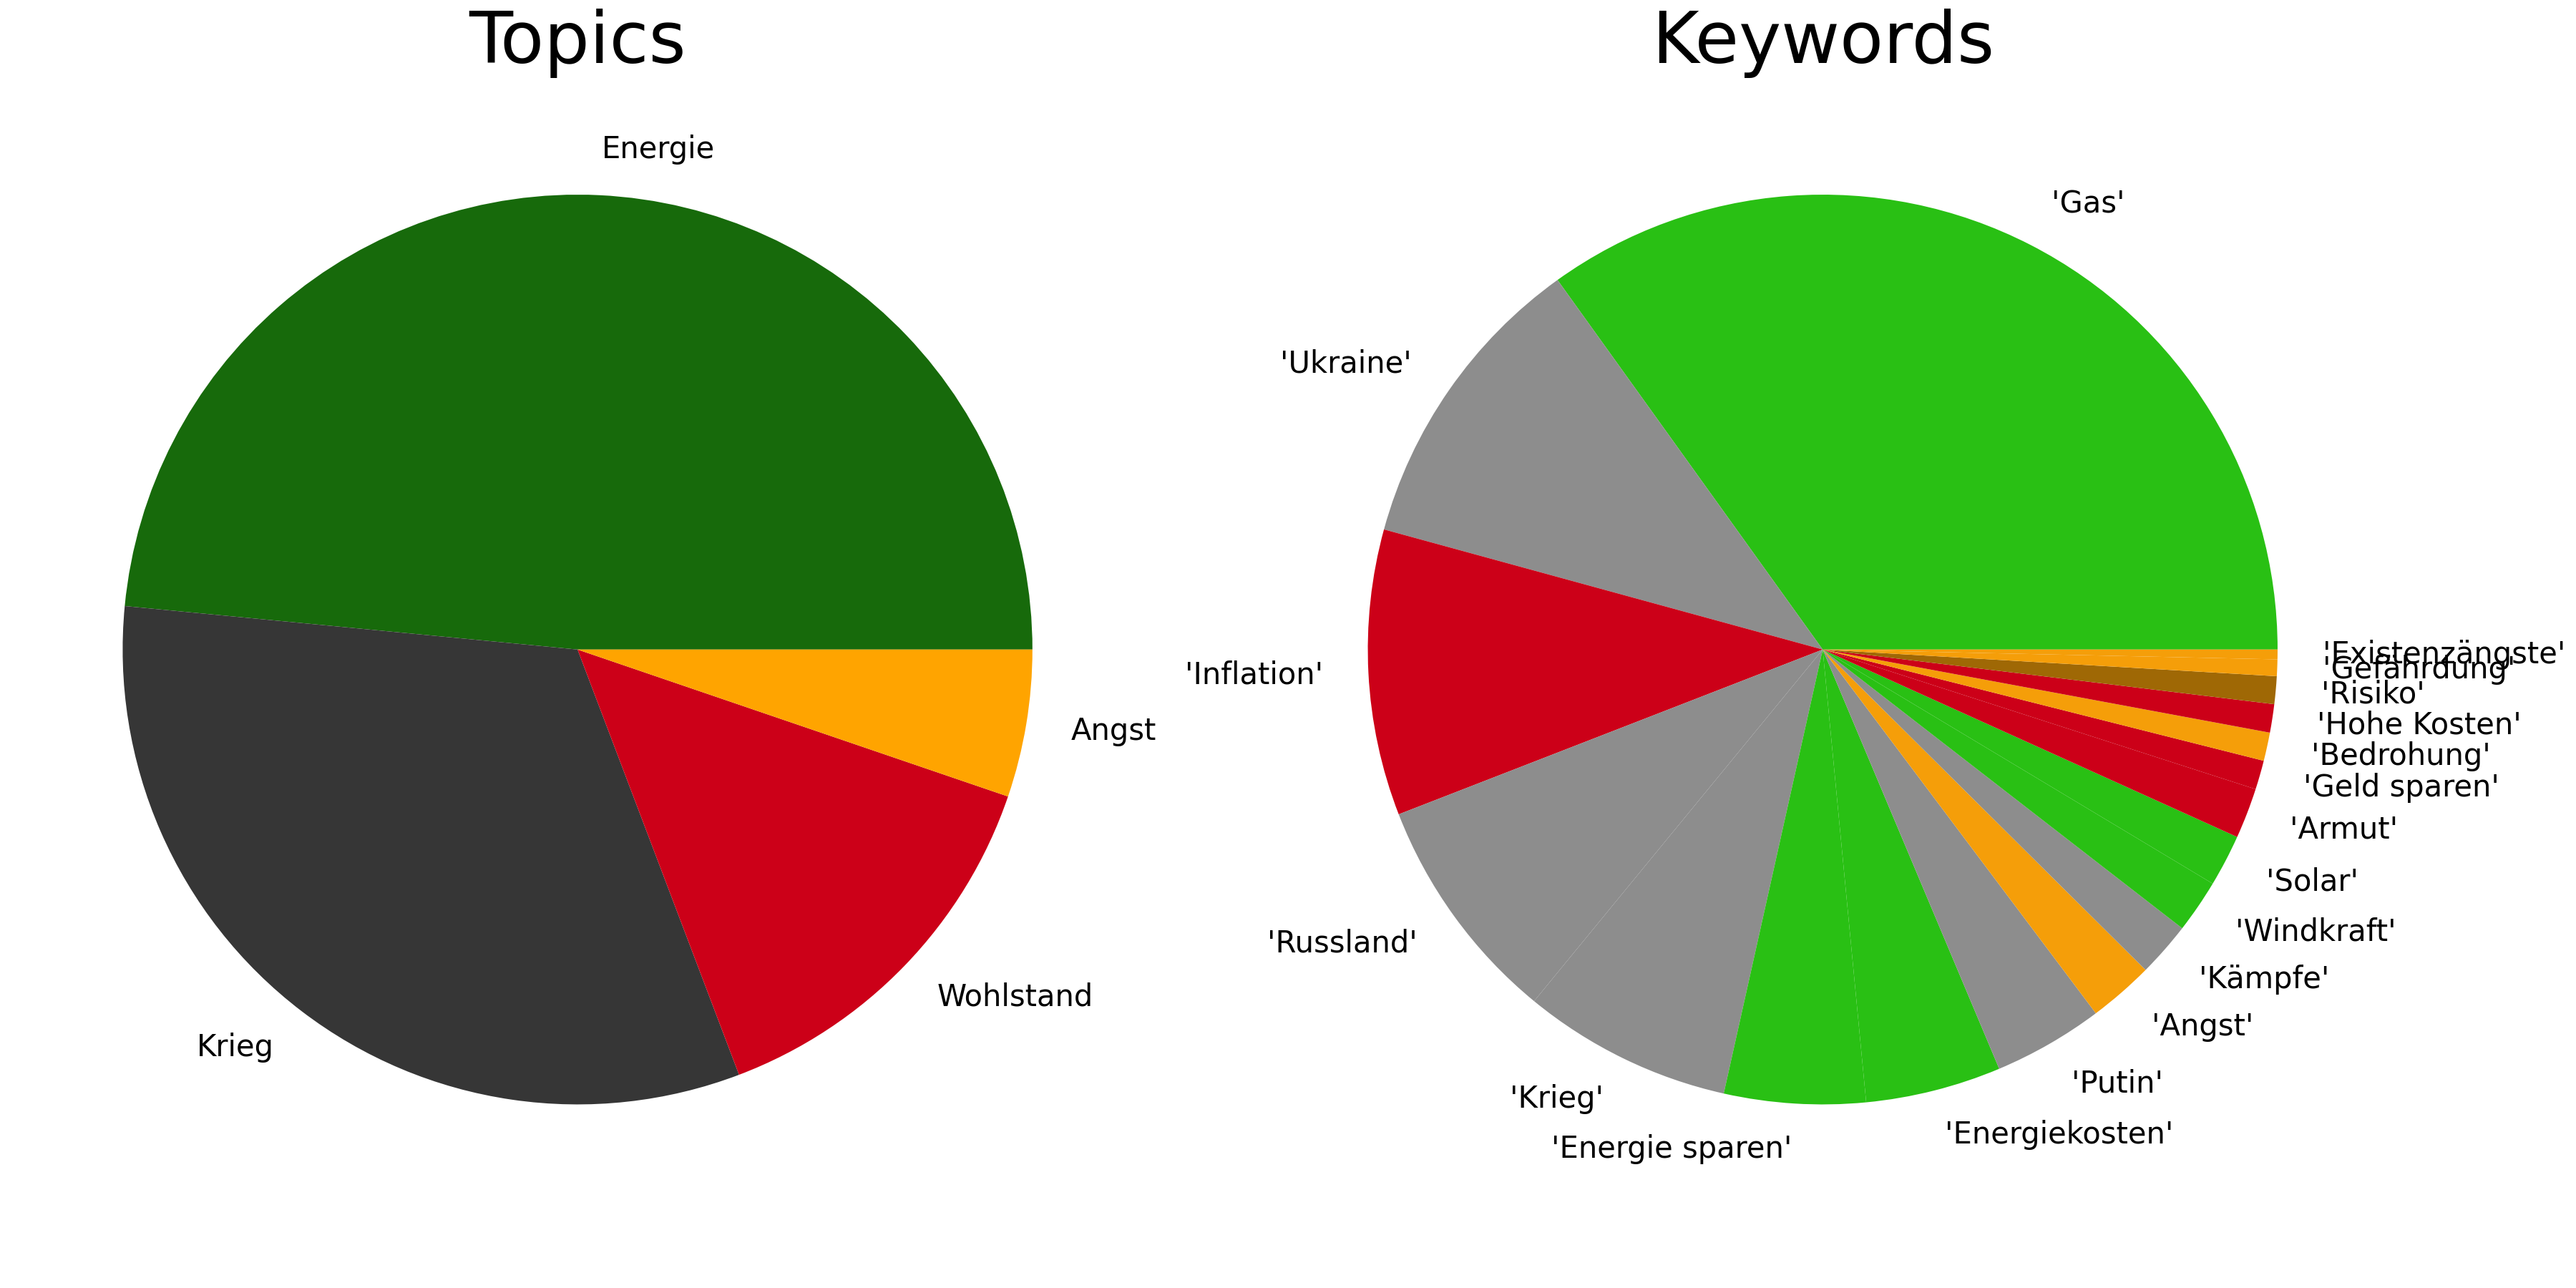 Topics
Energie
Krieg
Wohlstand
Angst
Keywords
'Gas'
'Ukraine'
'Inflation'
'Russland'
'Krieg'
'Energie sparen'
'Energiekosten'
'Putin'
'Angst'
'Kämpfe'
'Windkraft'
'Solar'
'Armut'
'Geld sparen'
'Bedrohung'
'Hohe Kosten'
'Risiko'
'Gefährdung'
'Existenzängste'